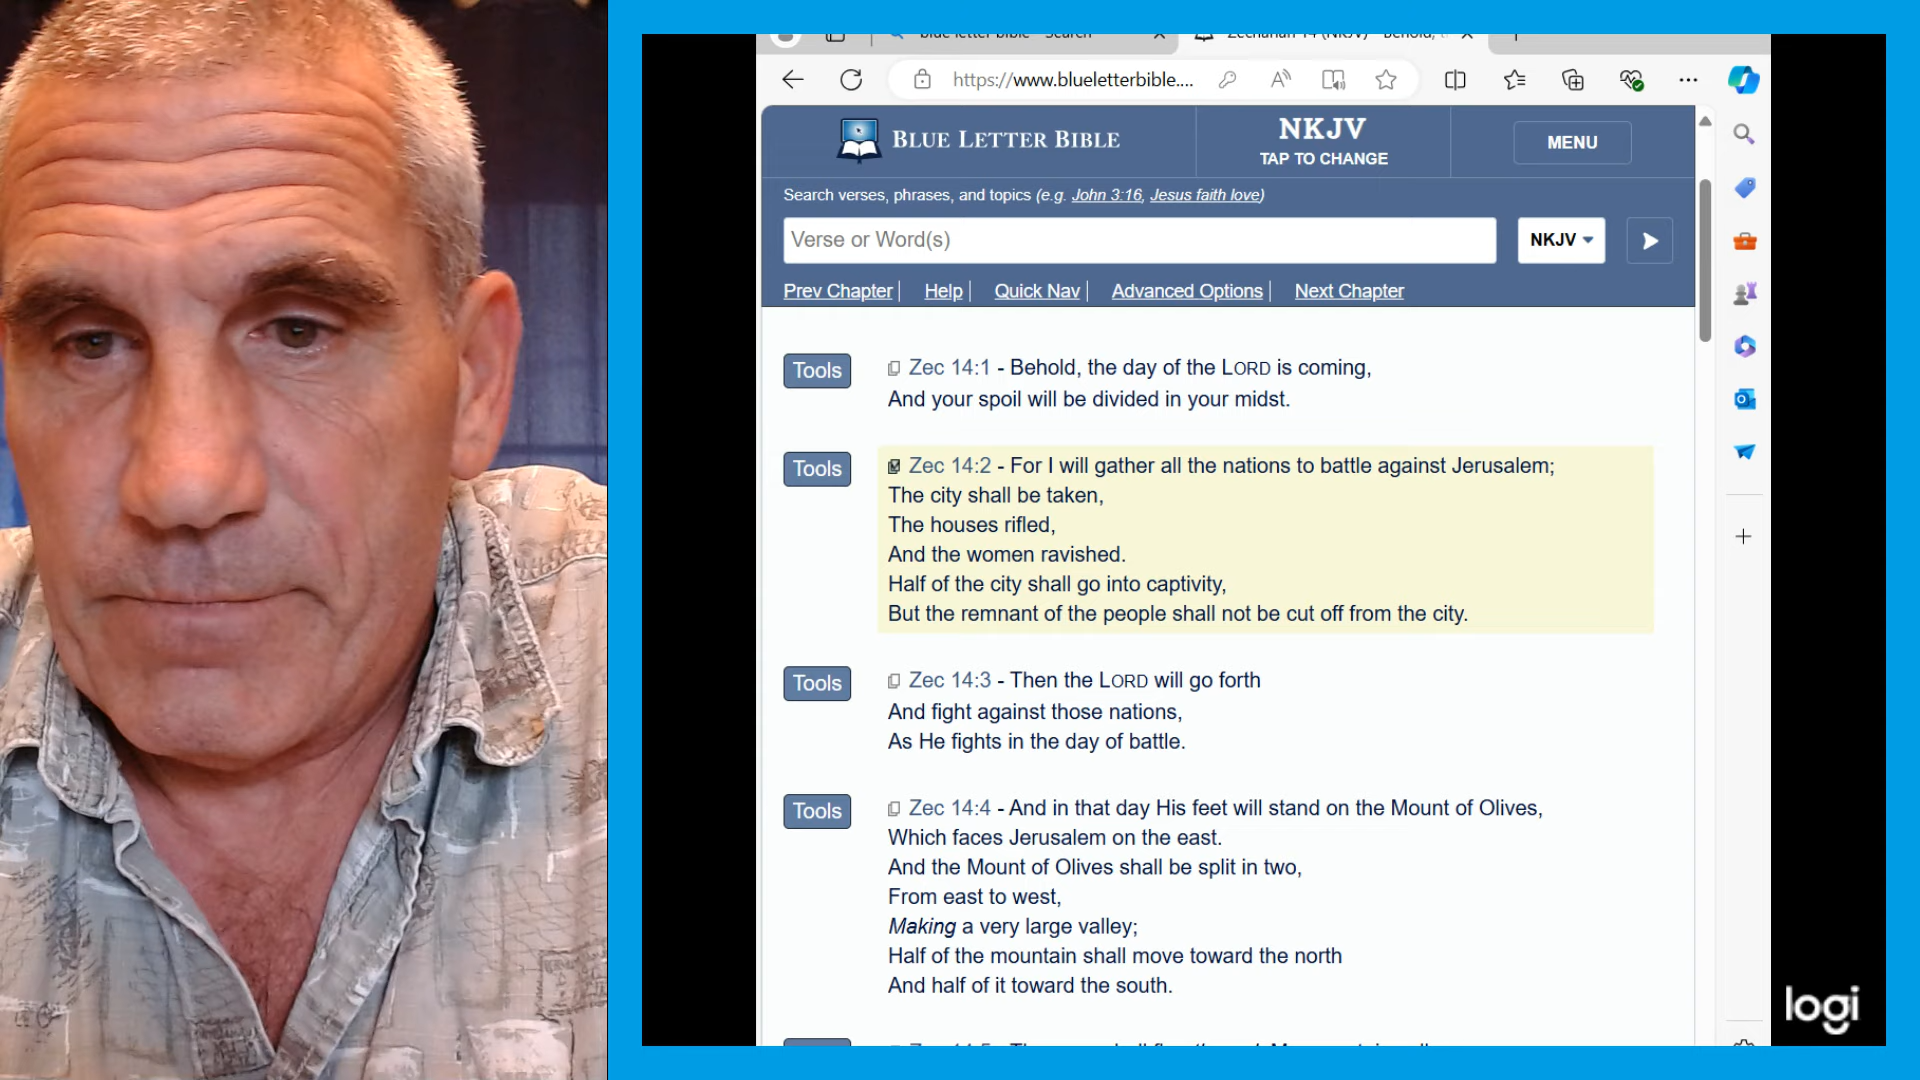 blue letter bible - Search
Zechariah 14 (NKJV) - Behold, t
https://www.blueletterbible....
BLUE LETTER BIBLE
NKJV
TAP TO CHANGE
MENU
Search verses, phrases, and topics (e.g. John 3:16, Jesus faith love)
Verse or Word(s)
NKJV
Prev Chapter | Help | Quick Nav | Advanced Options | Next Chapter
Tools
Zec 14:1 - Behold, the day of the LORD is coming,
And your spoil will be divided in your midst.
Tools
Zec 14:2 - For I will gather all the nations to battle against Jerusalem;
The city shall be taken,
The houses rifled,
And the women ravished.
Half of the city shall go into captivity,
But the remnant of the people shall not be cut off from the city.
Tools
Zec 14:3 - Then the LORD will go forth
And fight against those nations,
As He fights in the day of battle.
Tools
Zec 14:4 - And in that day His feet will stand on the Mount of Olives,
Which faces Jerusalem on the east.
And the Mount of Olives shall be split in two,
From east to west,
Making a very large valley;
Half of the mountain shall move toward the north
And half of it toward the south.
logi